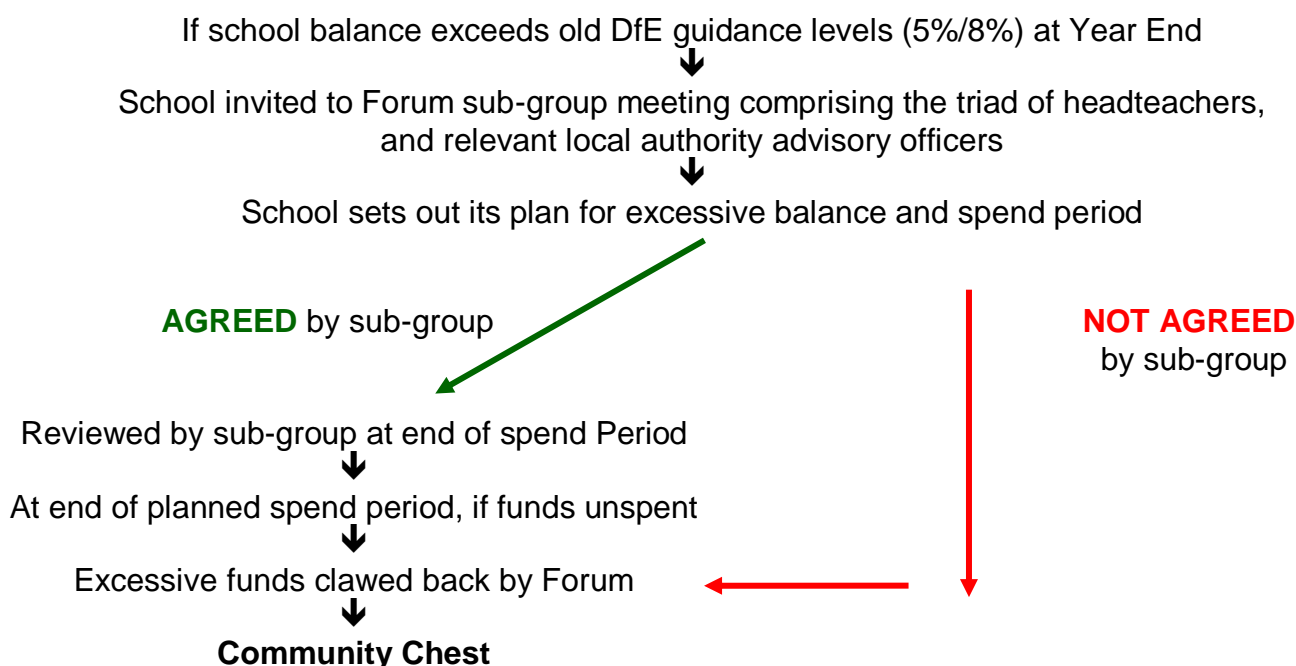 If school balance exceeds old DfE guidance levels (5%/8%) at Year End
School invited to Forum sub-group meeting comprising the triad of headteachers,
and relevant local authority advisory officers
School sets out its plan for excessive balance and spend period
AGREED by sub-group
NOT AGREED
by sub-group
Reviewed by sub-group at end of spend Period
At end of planned spend period, if funds unspent
Excessive funds clawed back by Forum
Community Chest